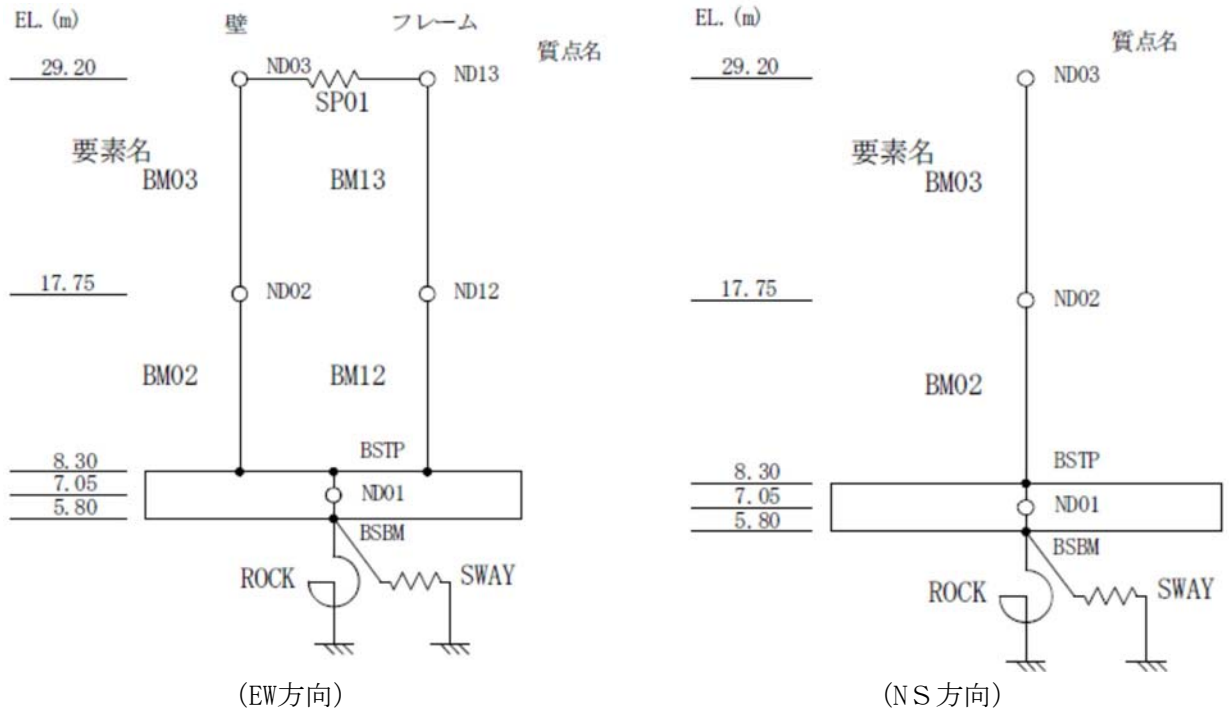 EL. (m)
壁
フレーム
質点名
29.20
ND03
ND13
SP01
要素名
BM03
BM13
17.75
ND02
ND12
BM02
BM12
BSTP
8.30
7.05
ND01
5.80
BSBM
ROCK
SWAY
(EW方向)
EL. (m)
質点名
29.20
ND03
要素名
BM03
17.75
ND02
BM02
BSTP
8.30
7.05
ND01
5.80
BSBM
ROCK
SWAY
(NS方向)